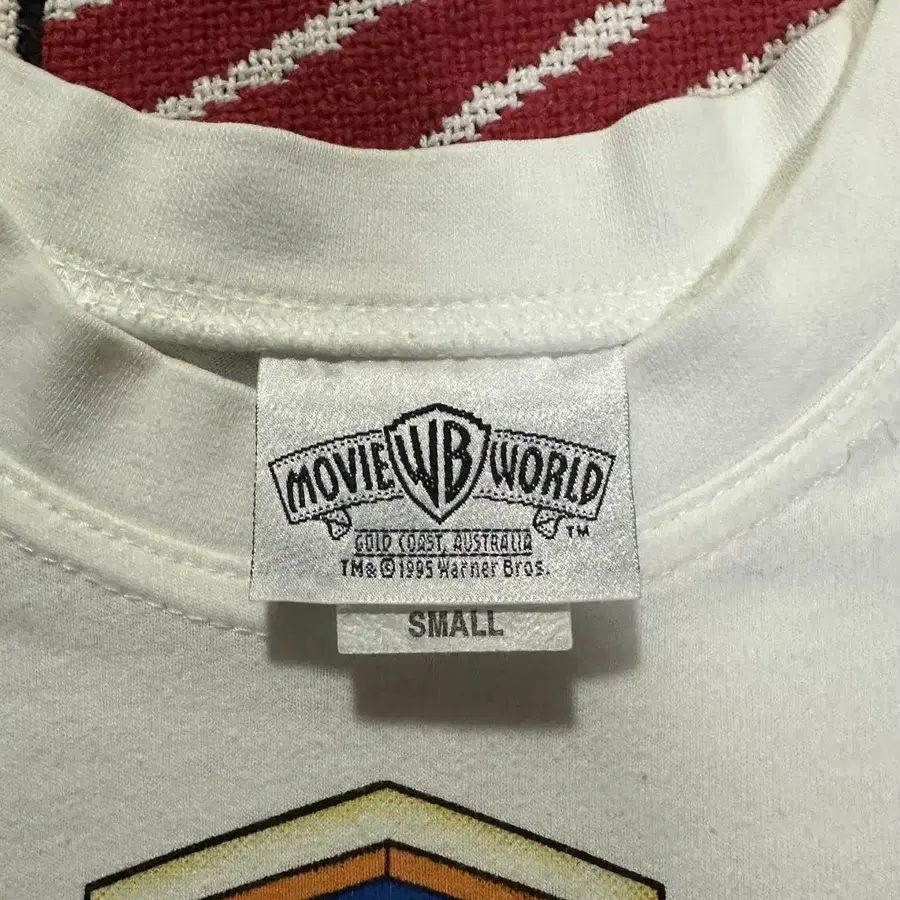 MOVIE WB WORLD TM
GOLD COAST, AUSTRALIA
TM& ©1995 Warner Bros.
SMALL